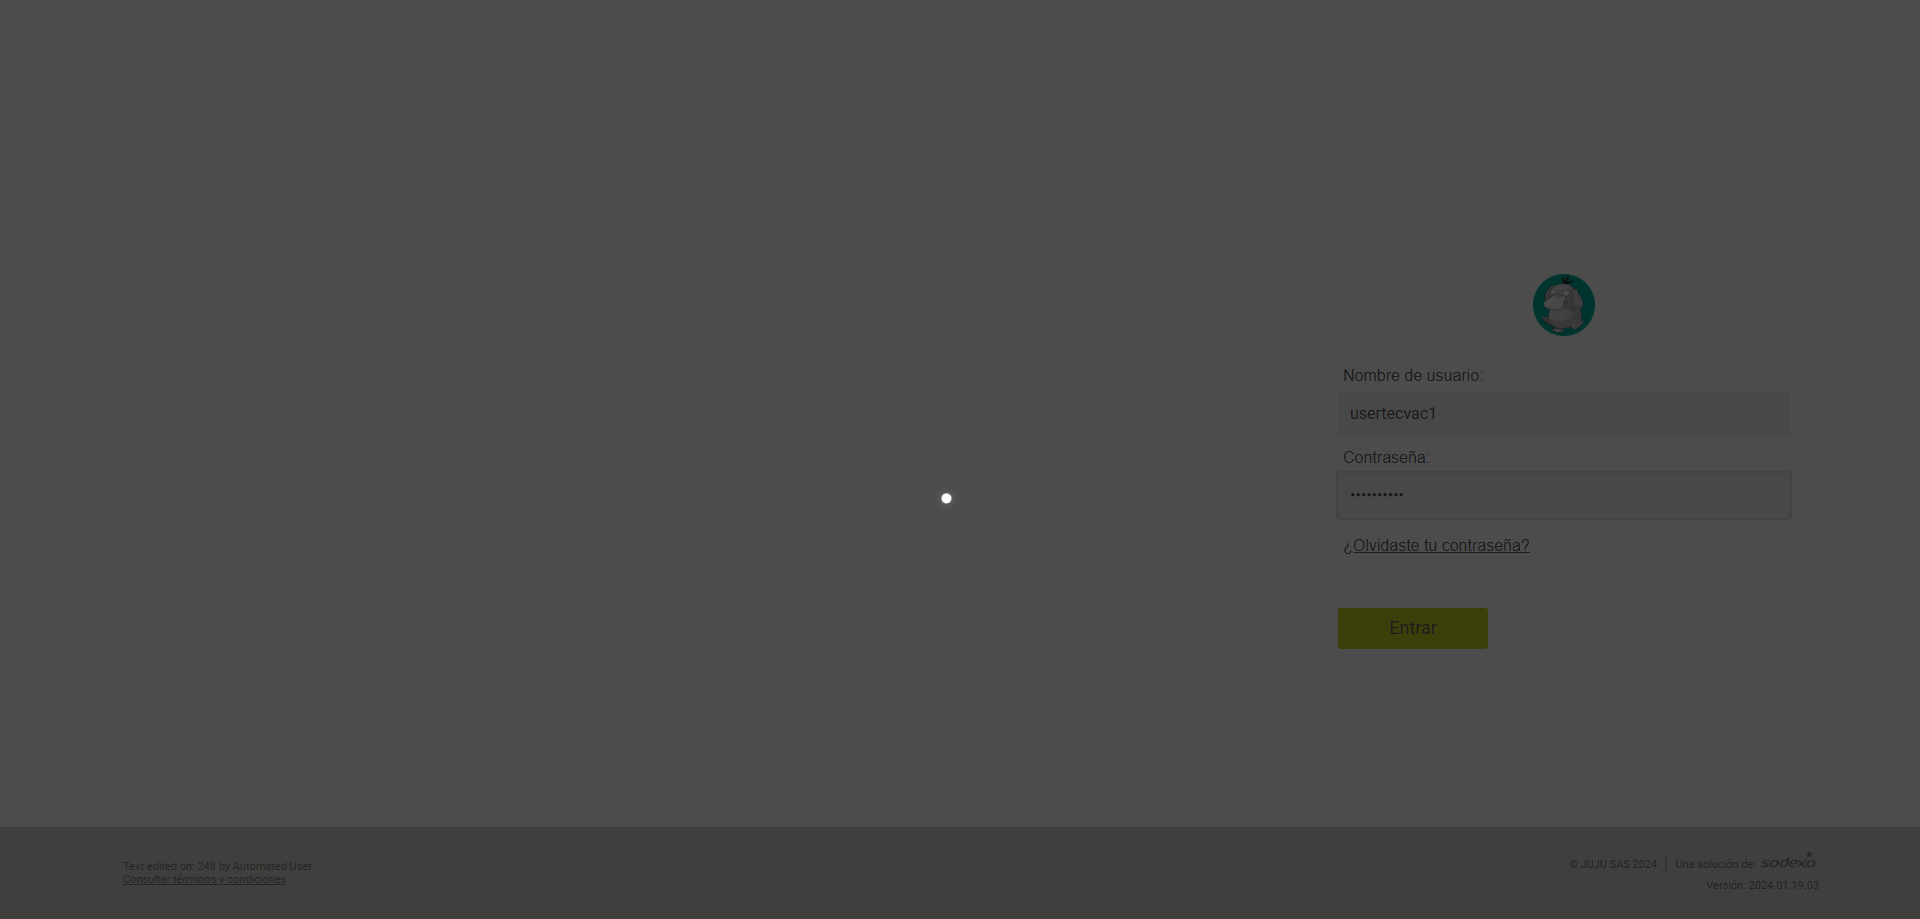 Nombre de usuario:
usertecvac1
Contraseña:
••••••••••
¿Olvidaste tu contraseña?
Entrar
Text edited on: 248 by Automated User
Consultar términos y condiciones
© JUJU SAS 2024 | Una solución de: sodexo
Versión: 2024.01.19.03